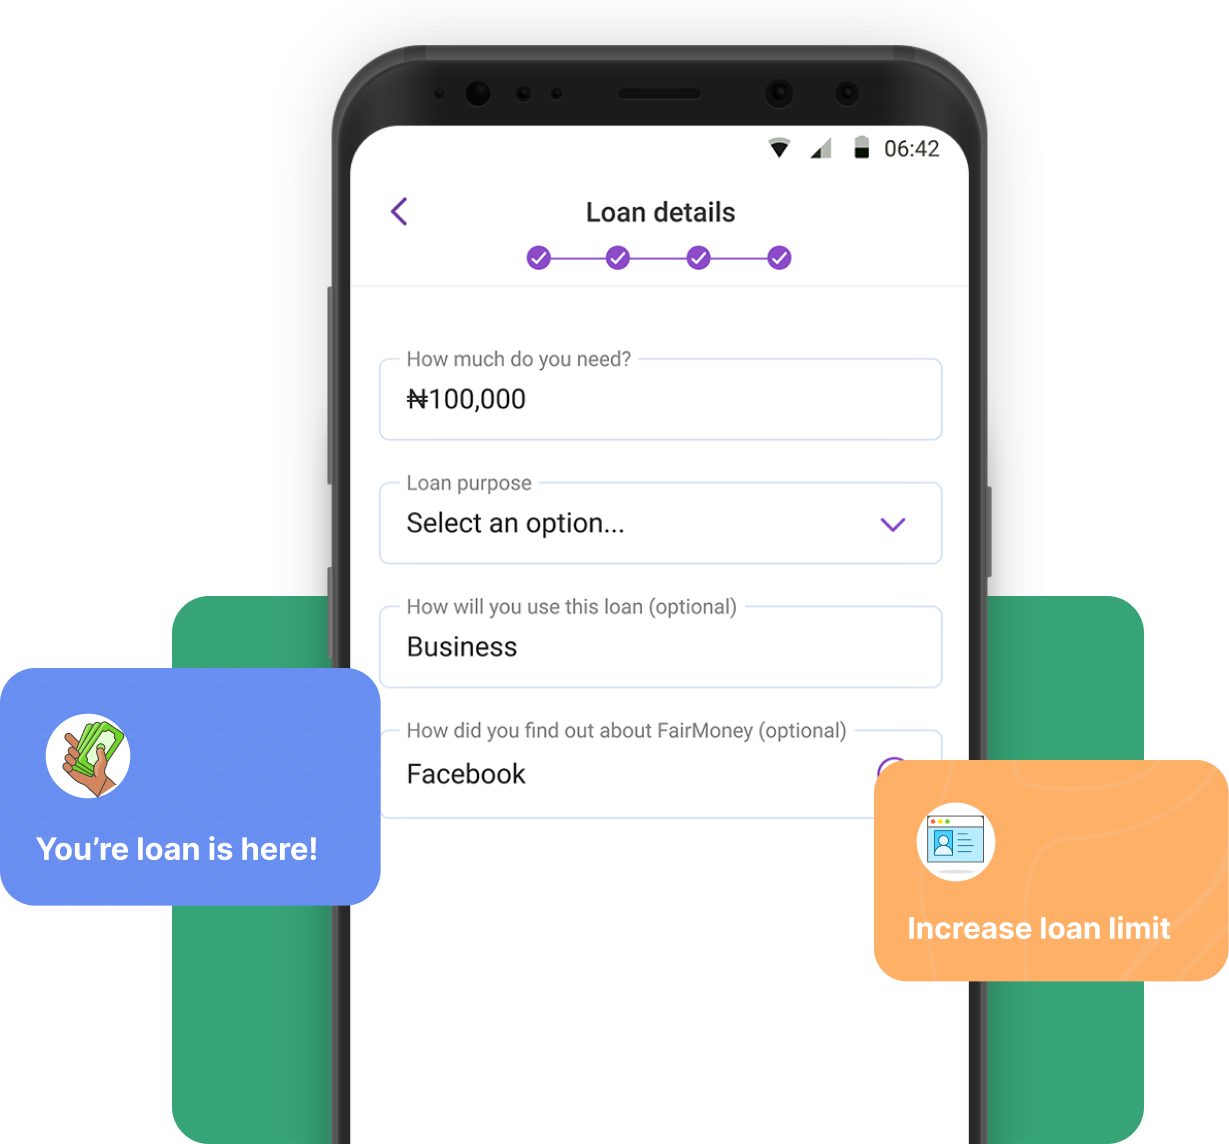 06:42
Loan details
How much do you need?
₦100,000
Loan purpose
Select an option...
How will you use this loan (optional)
Business
How did you find out about FairMoney (optional)
Facebook
You’re loan is here!
Increase loan limit